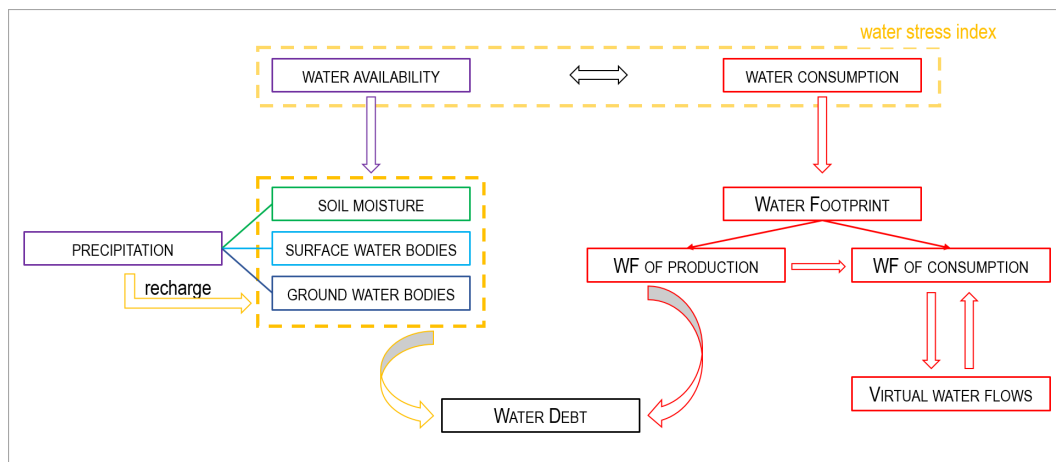 water stress index
WATER AVAILABILITY
WATER CONSUMPTION
SOIL MOISTURE
WATER FOOTPRINT
PRECIPITATION
SURFACE WATER BODIES
WF OF PRODUCTION
WF OF CONSUMPTION
recharge
GROUND WATER BODIES
VIRTUAL WATER FLOWS
WATER DEBT